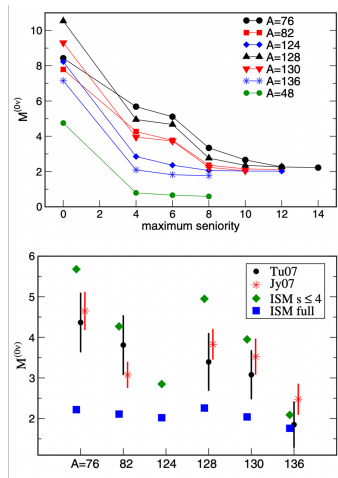 M^(0ν)
10
8
6
4
2
0
0 2 4 6 8 10 12 14
maximum seniority
A=76
A=82
A=124
A=128
A=130
A=136
A=48
M^(0ν)
6
5
4
3
2
Tu07
Jy07
ISM s ≤ 4
ISM full
A=76 82 124 128 130 136